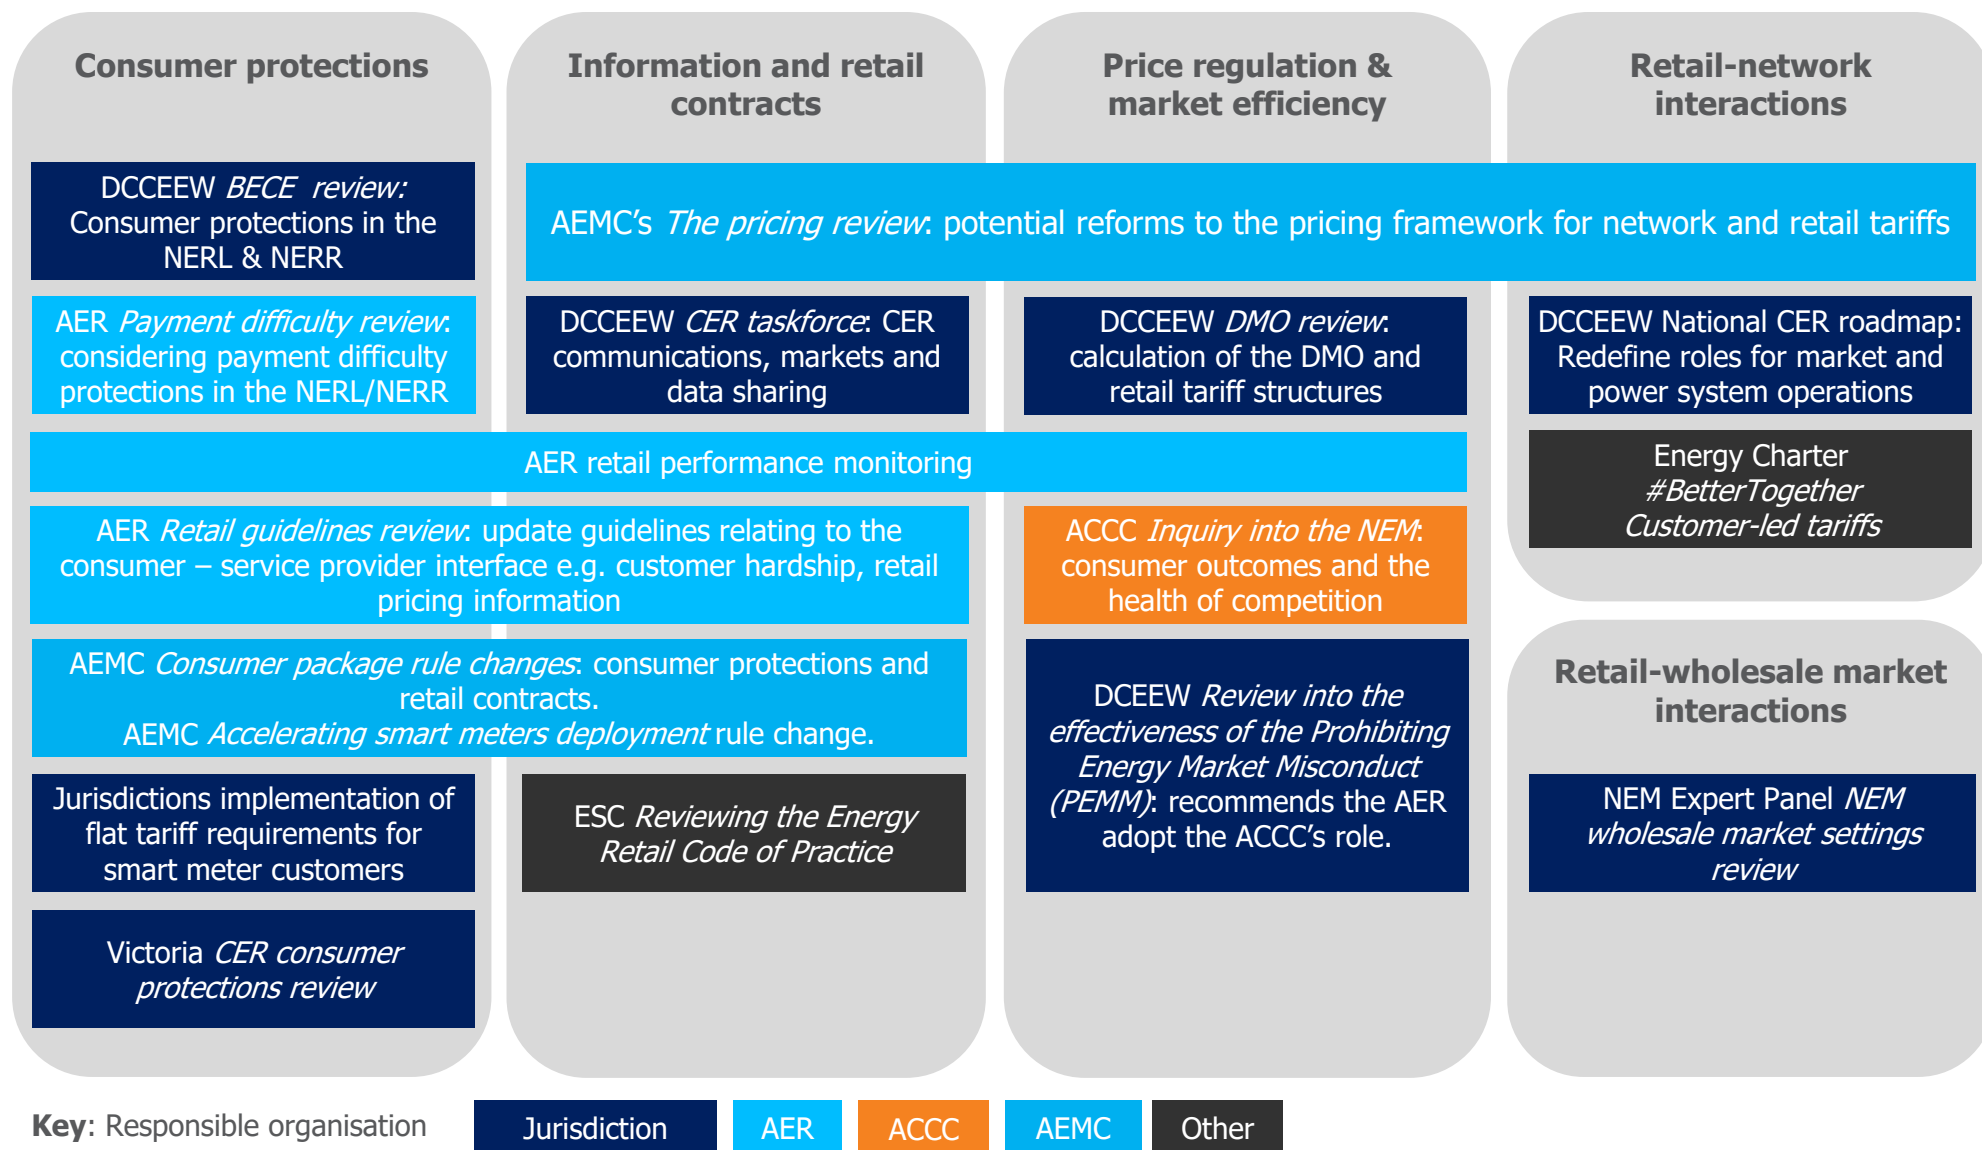 Consumer protections
DCCEEW BECE review:
Consumer protections in the
NERL & NERR
AER Payment difficulty review:
considering payment difficulty
protections in the NERL/NERR
Information and retail
contracts
Price regulation &
market efficiency
Retail-network
interactions
AEMC’s The pricing review: potential reforms to the pricing framework for network and retail tariffs
DCCEEW CER taskforce: CER
communications, markets and
data sharing
DCCEEW DMO review:
calculation of the DMO and
retail tariff structures
DCCEEW National CER roadmap:
Redefine roles for market and
power system operations
AER retail performance monitoring
Energy Charter
#BetterTogether
Customer-led tariffs
AER Retail guidelines review: update guidelines relating to the
consumer – service provider interface e.g. customer hardship, retail
pricing information
ACCC Inquiry into the NEM:
consumer outcomes and the
health of competition
AEMC Consumer package rule changes: consumer protections and
retail contracts.
AEMC Accelerating smart meters deployment rule change.
DCEEW Review into the
effectiveness of the Prohibiting
Energy Market Misconduct
(PEMM): recommends the AER
adopt the ACCC’s role.
Retail-wholesale market
interactions
Jurisdictions implementation of
flat tariff requirements for
smart meter customers
ESC Reviewing the Energy
Retail Code of Practice
NEM Expert Panel NEM
wholesale market settings
review
Victoria CER consumer
protections review
Key: Responsible organisation
Jurisdiction
AER
ACCC
AEMC
Other